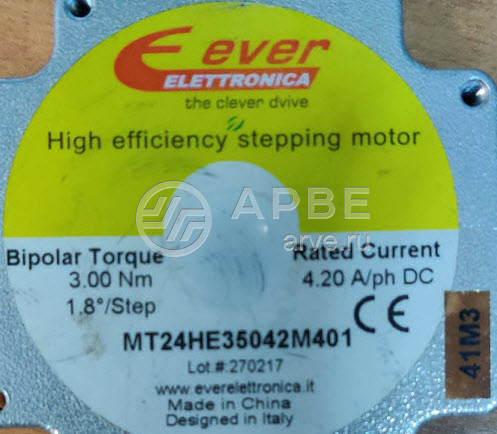 ever
ELETTRONICA
the clever dvive
High efficiency stepping motor
АРВЕ
arve.ru
Bipolar Torque
3.00 Nm
1.8°/Step
Rated Current
4.20 A/ph DC
CE
MT24HE35042M401
Lot.#:270217
www.everelettronica.it
Made in China
Designed in Italy
41M3